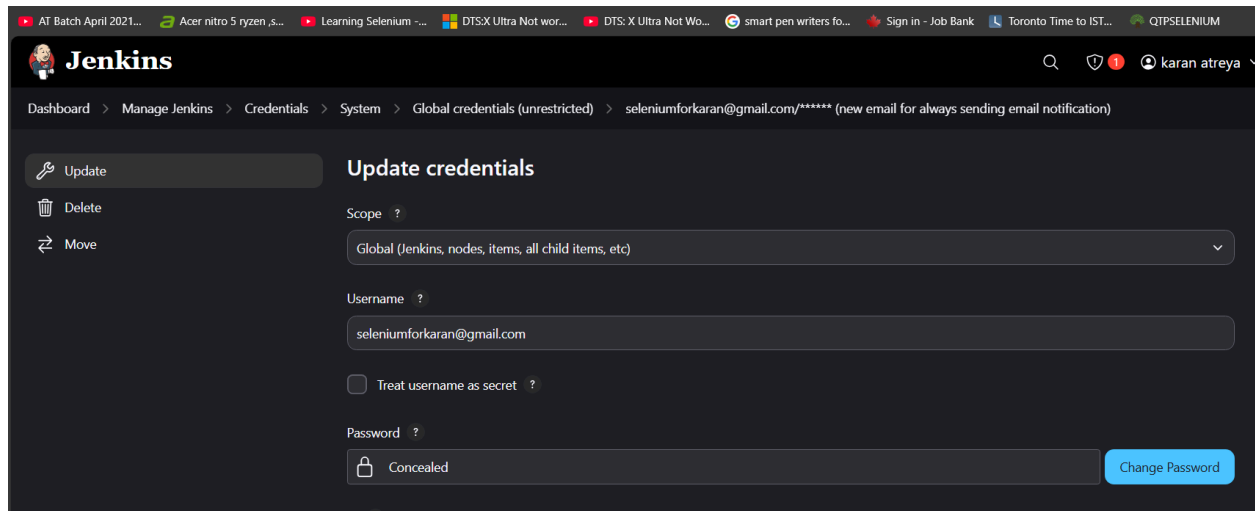 AT Batch April 2021... Acer nitro 5 ryzen ,s... Learning Selenium -... DTS:X Ultra Not wor... DTS: X Ultra Not Wo... smart pen writers fo... Sign in - Job Bank Toronto Time to IST... QTPSELENIUM
Jenkins 1 karan atreya
Dashboard > Manage Jenkins > Credentials > System > Global credentials (unrestricted) > seleniumforkaran@gmail.com/****** (new email for always sending email notification)
Update
Delete
Move
Update credentials
Scope ?
Global (Jenkins, nodes, items, all child items, etc)
Username ?
seleniumforkaran@gmail.com
Treat username as secret ?
Password ?
Concealed
Change Password